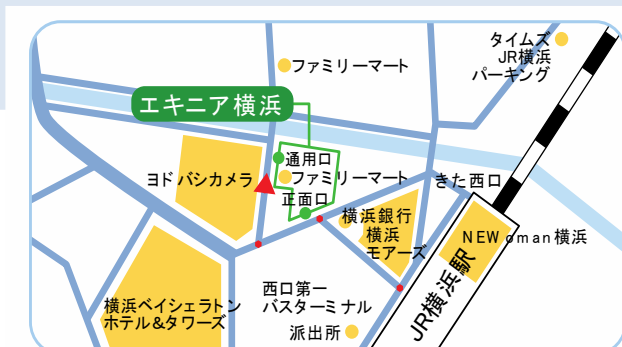 タイムズ
JR横浜
パーキング
ファミリーマート
エキニア横浜
通用口
ヨドバシカメラ
ファミリーマート
きた西口
正面口
横浜銀行
横浜
モアーズ
NEWoman横浜
JR横浜駅
西口第一
バスターミナル
横浜ベイシェラトン
ホテル&タワーズ
派出所